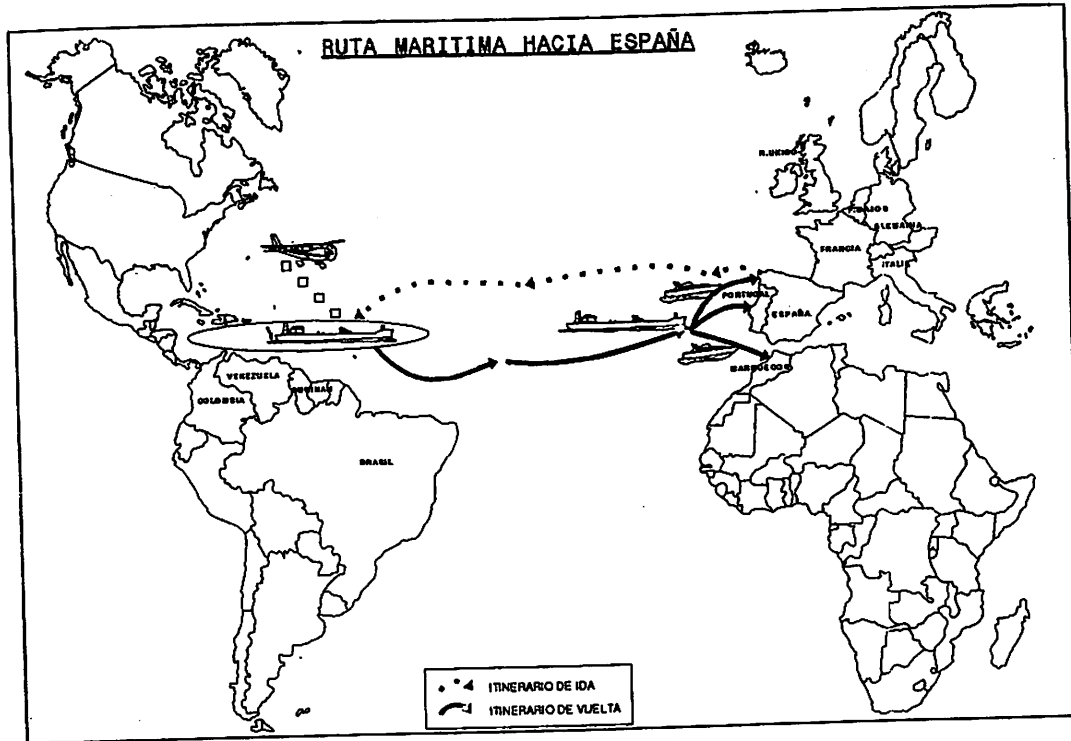 RUTA MARITIMA HACIA ESPAÑA
R.UNIDO
P.BAJOS
ALEMANIA
FRANCIA
ITALIA
PORTUGAL
ESPAÑA
MARRUECOS
VENEZUELA
COLOMBIA
BRASIL
ITINERARIO DE IDA
ITINERARIO DE VUELTA